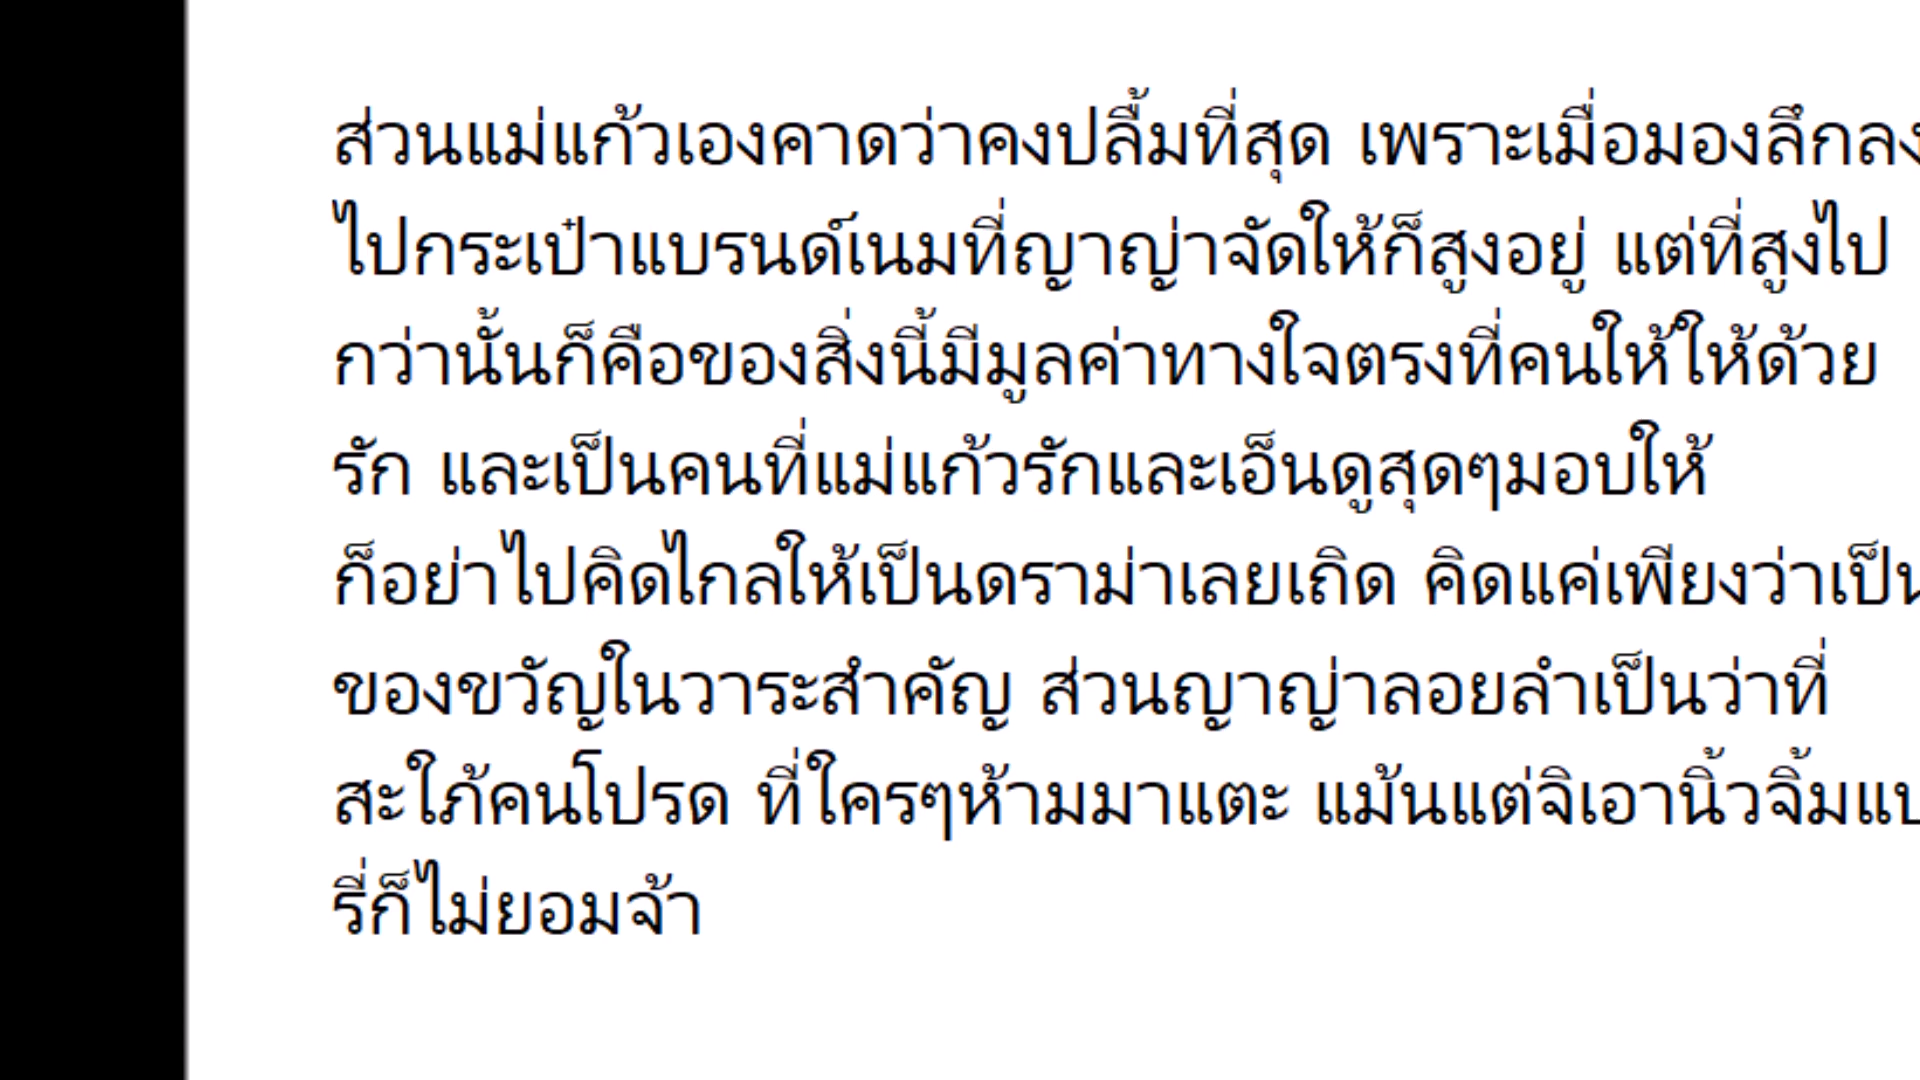 ส่วนแม่แก้วเองคาดว่าคงปลื้มที่สุด เพราะเมื่อมองลึกลง
ไปกระเป๋าแบรนด์เนมที่ญาญ่าจัดให้ก็สูงอยู่ แต่ที่สูงไป
กว่านั้นก็คือของสิ่งนี้มีมูลค่าทางใจตรงที่คนให้ให้ด้วย
รัก และเป็นคนที่แม่แก้วรักและเอ็นดูสุดๆมอบให้
ก็อย่าไปคิดไกลให้เป็นดราม่าเลยเถิด คิดแค่เพียงว่าเป็น
ของขวัญในวาระสำคัญ ส่วนญาญ่าลอยลำเป็นว่าที่
สะใภ้คนโปรด ที่ใครๆห้ามมาแตะ แม้นแต่จิเอานิ้วจิ้มแบ
รี่ก็ไม่ยอมจ้า